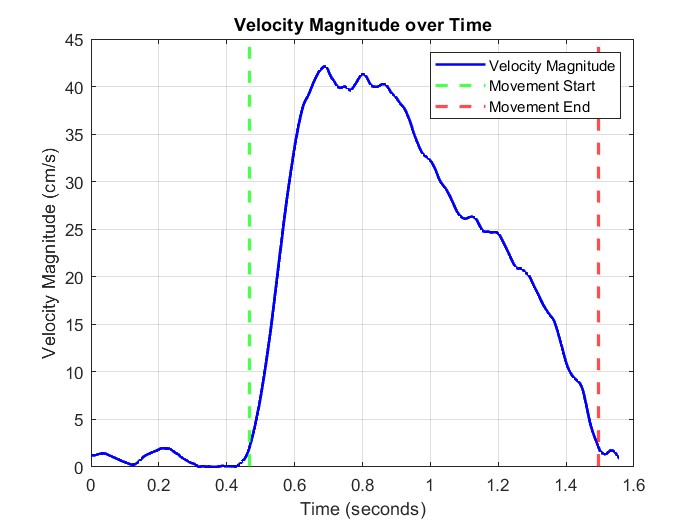 Velocity Magnitude over Time
Velocity Magnitude
Movement Start
Movement End
45
40
35
30
25
20
15
10
5
0
Velocity Magnitude (cm/s)
0 0.2 0.4 0.6 0.8 1 1.2 1.4 1.6
Time (seconds)